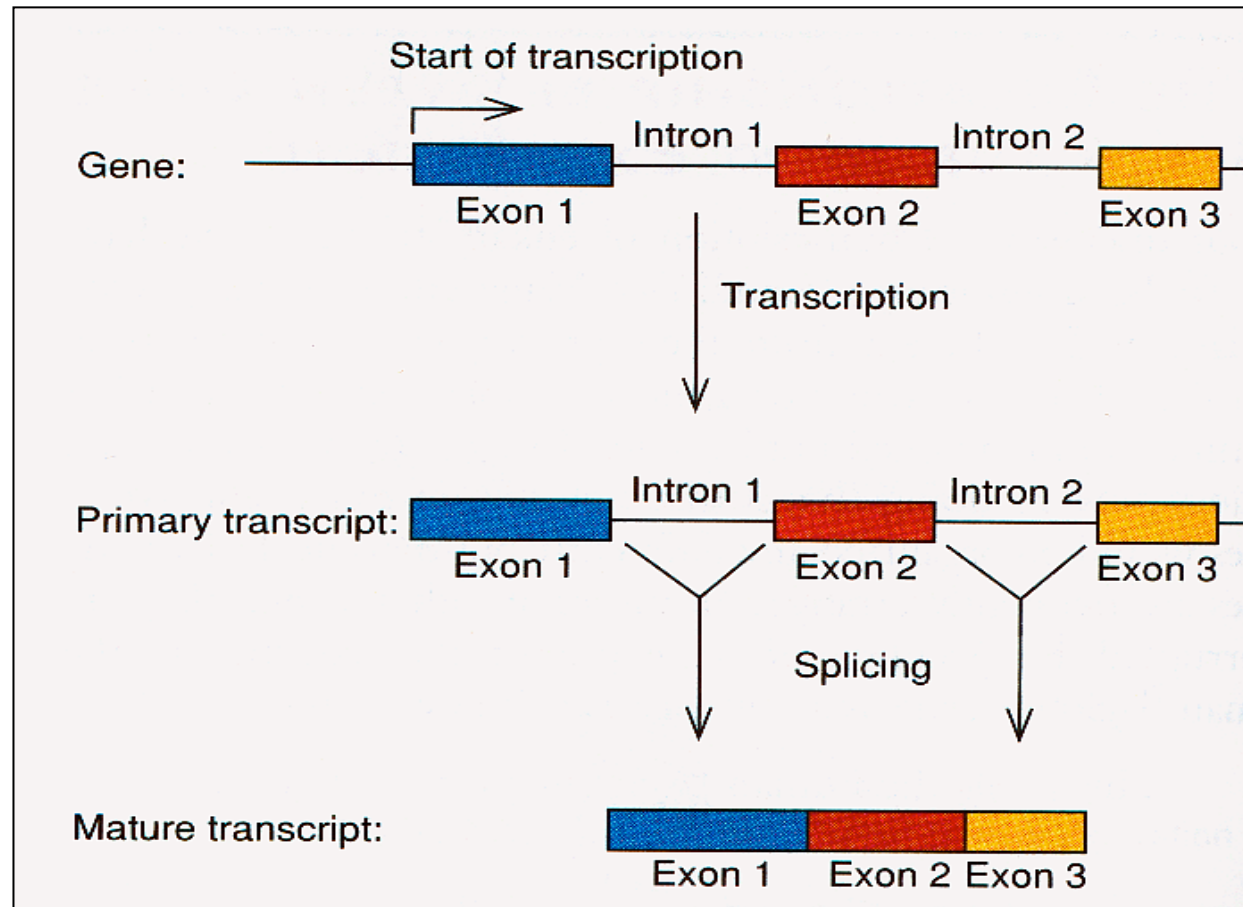 Start of transcription
Gene:
Intron 1
Intron 2
Exon 1
Exon 2
Exon 3
Transcription
Primary transcript:
Intron 1
Intron 2
Exon 1
Exon 2
Exon 3
Splicing
Mature transcript:
Exon 1
Exon 2
Exon 3